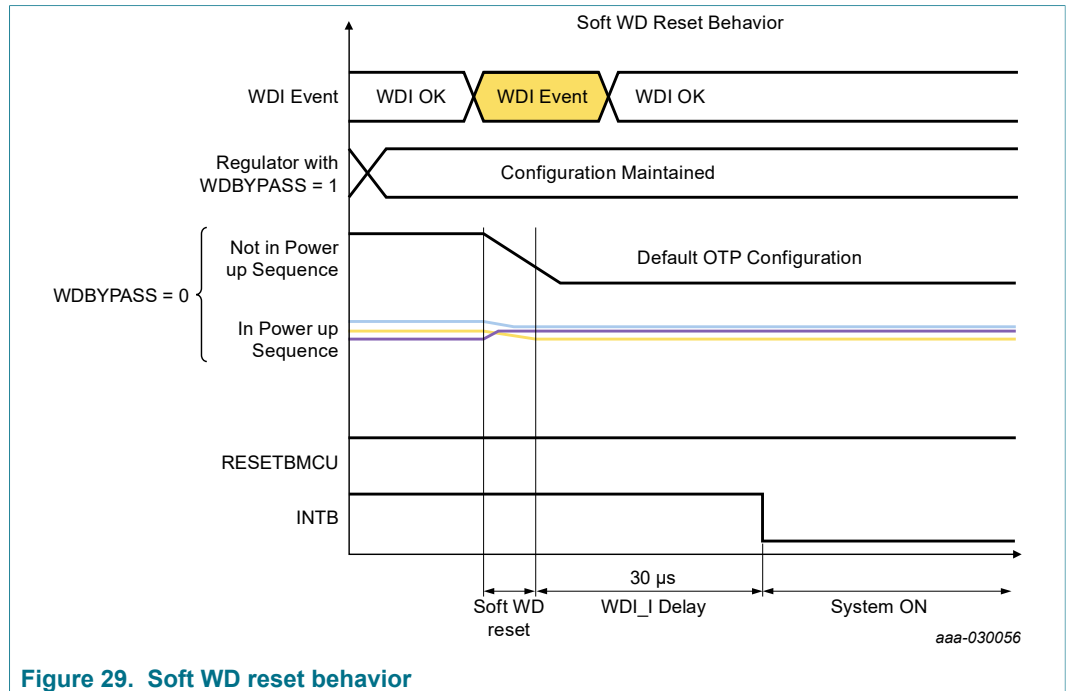 Soft WD Reset Behavior
WDI Event
WDI OK
WDI Event
WDI OK
Regulator with
WDBYPASS = 1
Configuration Maintained
WDBYPASS = 0
Not in Power
up Sequence
Default OTP Configuration
In Power up
Sequence
RESETBMCU
INTB
Soft WD
reset
30 µs
WDI_I Delay
System ON
aaa-030056
Figure 29. Soft WD reset behavior